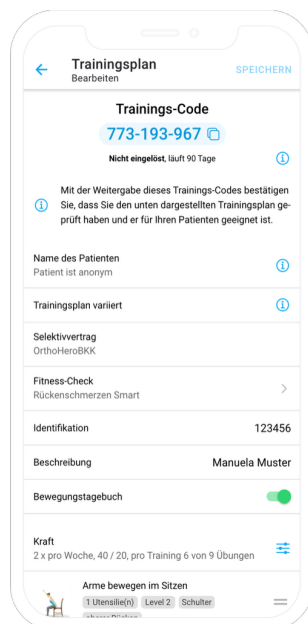 Trainingsplan
Bearbeiten
SPEICHERN
Trainings-Code
773-193-967
Nicht eingelöst, läuft 90 Tage
Mit der Weitergabe dieses Trainings-Codes bestätigen
Sie, dass Sie den unten dargestellten Trainingsplan ge-
prüft haben und er für Ihren Patienten geeignet ist.
Name des Patienten
Patient ist anonym
Trainingsplan variiert
Selektivvertrag
OrthoHeroBKK
Fitness-Check
Rückenschmerzen Smart
Identifikation 123456
Beschreibung Manuela Muster
Bewegungstagebuch
Kraft
2 x pro Woche, 40 / 20, pro Training 6 von 9 Übungen
Arme bewegen im Sitzen
1 Utensilie(n) Level 2 Schulter
oberer Rücken